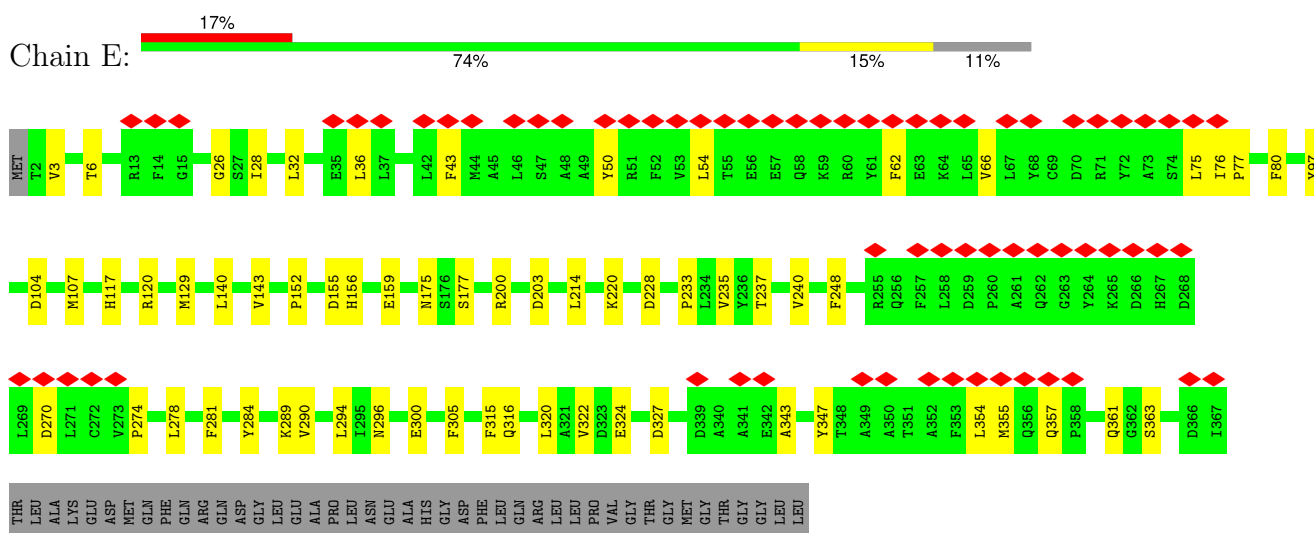 17%
Chain E:
74% 15% 11%
MET T2 V3 T6 R13 F14 G15 G26 S27 I28 L32 E35 L36 L37 L42 F43 M44 A45 L46 S47 A48 A49 Y50 R51 F52 V53 L54 T55 E56 E57 Q58 K59 R60 Y61 F62 E63 K64 L65 V66 L67 Y68 C69 D70 R71 Y72 A73 S74 L75 I76 P77 F80
D104 M107 H117 R120 M129 L140 V143 P152 D155 H156 E159 N175 S176 S177 R200 D203 L214 K220 D228 P233 L234 V235 Y236 T237 V240 F248 R255 Q256 F257 L258 D259 P260 A261 Q262 G263 Y264 K265 D266 H267 D268
L269 D270 L271 C272 V273 P274 L278 F281 Y284 K289 V290 L294 I295 N296 E300 F305 F315 Q316 L320 A321 V322 D323 E324 D327 D339 A340 A341 E342 A343 Y347 T348 A349 A350 T351 A352 F353 L354 M355 Q356 Q357 P358 Q361 G362 S363 D366 I367
THR LEU ALA LYS GLU ASP MET GLN PHE GLN ARG GLN ASP GLY LEU GLU ALA PRO LEU ASN GLU ALA HIS GLY ASP PHE LEU GLN ARG LEU LEU PRO VAL GLY THR GLY MET GLY THR GLY GLY LEU LEU